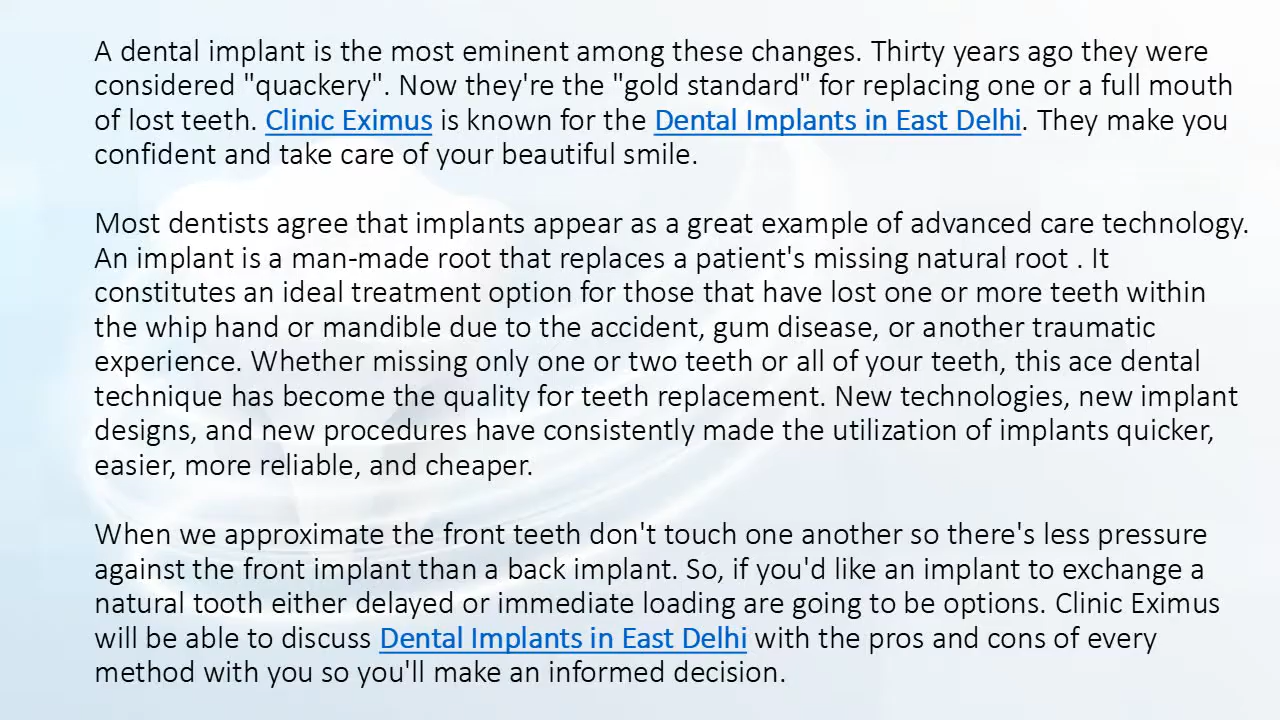 A dental implant is the most eminent among these changes. Thirty years ago they were
considered "quackery". Now they're the "gold standard" for replacing one or a full mouth
of lost teeth. Clinic Eximus is known for the Dental Implants in East Delhi. They make you
confident and take care of your beautiful smile.
Most dentists agree that implants appear as a great example of advanced care technology.
An implant is a man-made root that replaces a patient's missing natural root . It
constitutes an ideal treatment option for those that have lost one or more teeth within
the whip hand or mandible due to the accident, gum disease, or another traumatic
experience. Whether missing only one or two teeth or all of your teeth, this ace dental
technique has become the quality for teeth replacement. New technologies, new implant
designs, and new procedures have consistently made the utilization of implants quicker,
easier, more reliable, and cheaper.
When we approximate the front teeth don't touch one another so there's less pressure
against the front implant than a back implant. So, if you'd like an implant to exchange a
natural tooth either delayed or immediate loading are going to be options. Clinic Eximus
will be able to discuss Dental Implants in East Delhi with the pros and cons of every
method with you so you'll make an informed decision.